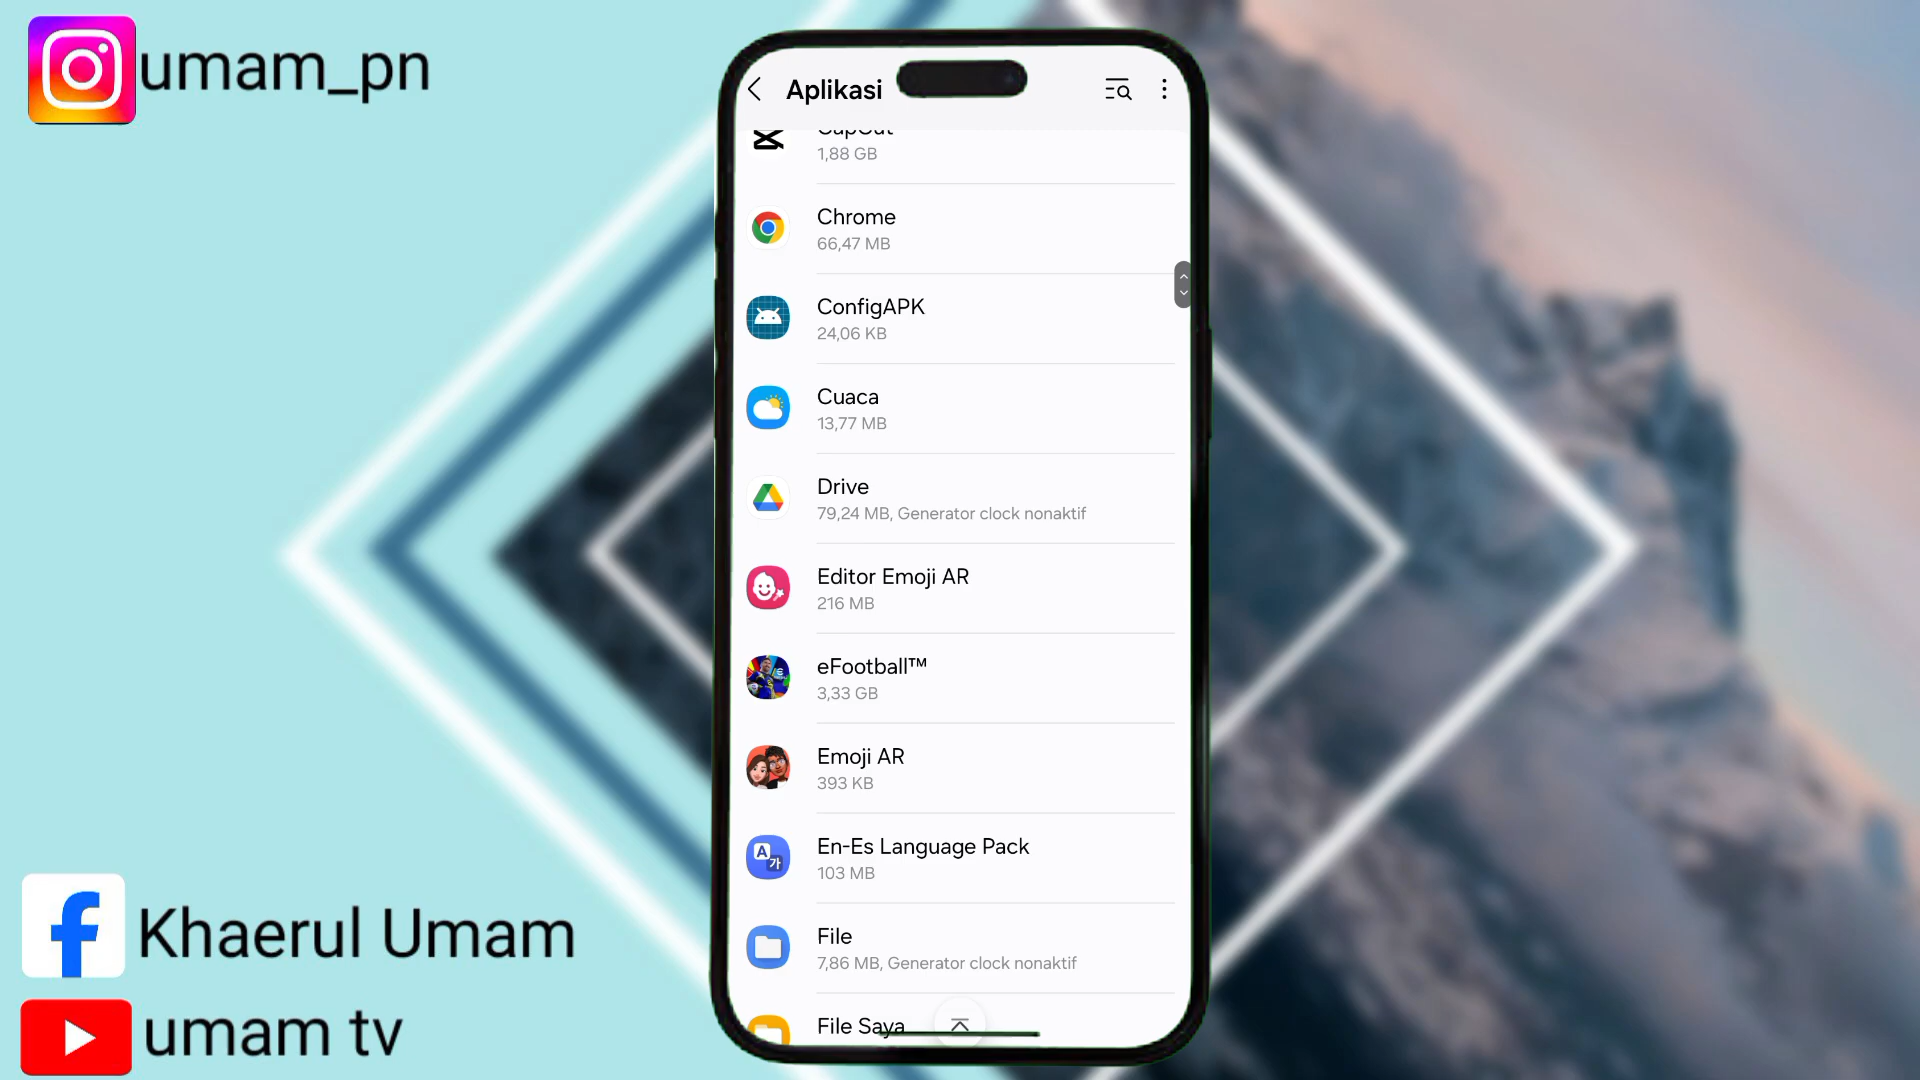 umam_pn
Aplikasi
CapCut
1,88 GB
Chrome
66,47 MB
ConfigAPK
24,06 KB
Cuaca
13,77 MB
Drive
79,24 MB, Generator clock nonaktif
Editor Emoji AR
216 MB
eFootball™
3,33 GB
Emoji AR
393 KB
En-Es Language Pack
103 MB
File
7,86 MB, Generator clock nonaktif
File Saya
Khaerul Umam
umam tv